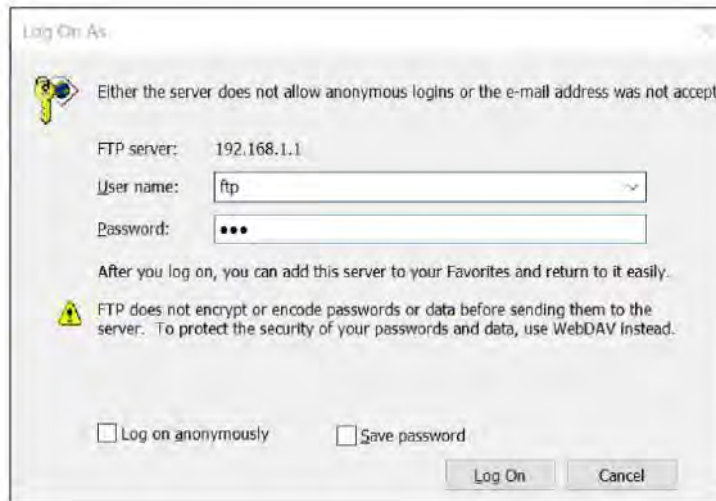 Log On As
Either the server does not allow anonymous logins or the e-mail address was not accept
FTP server: 192.168.1.1
User name: ftp
Password: •••
After you log on, you can add this server to your Favorites and return to it easily.
FTP does not encrypt or encode passwords or data before sending them to the
server. To protect the security of your passwords and data, use WebDAV instead.
Log on anonymously Save password
Log On Cancel